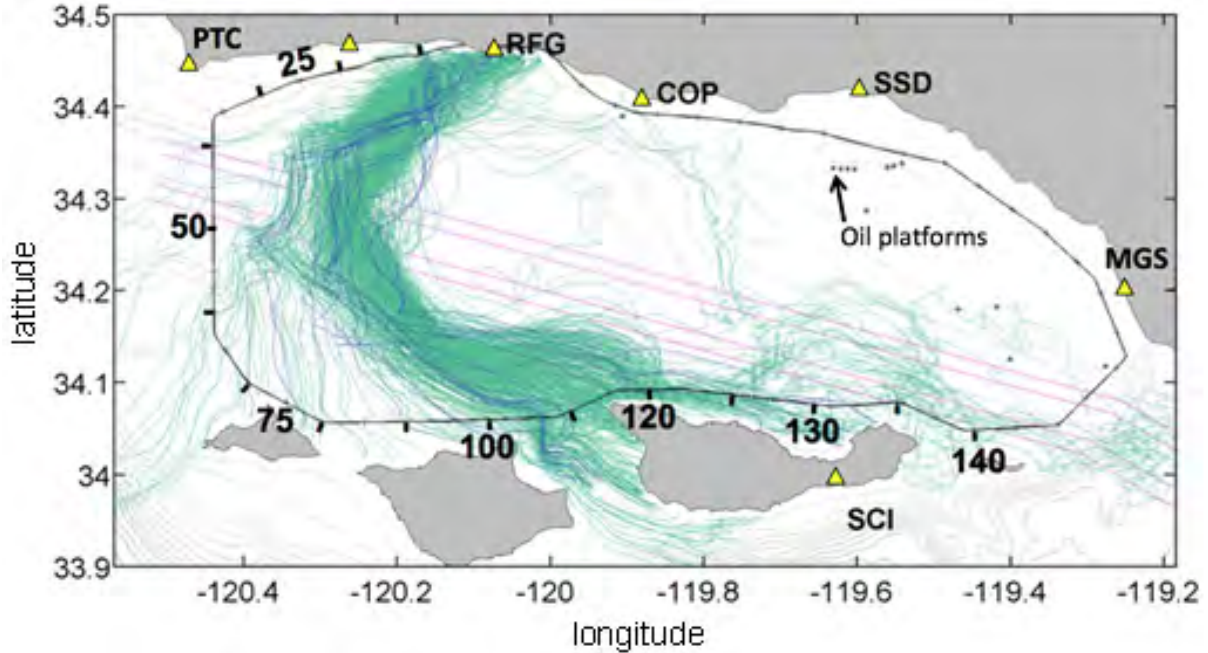 34.5
34.4
34.3
34.2
34.1
34
33.9
latitude
PTC
25
RFG
COP
SSD
50
Oil platforms
MGS
75
100
120
130
140
SCI
-120.4
-120.2
-120
-119.8
-119.6
-119.4
-119.2
longitude